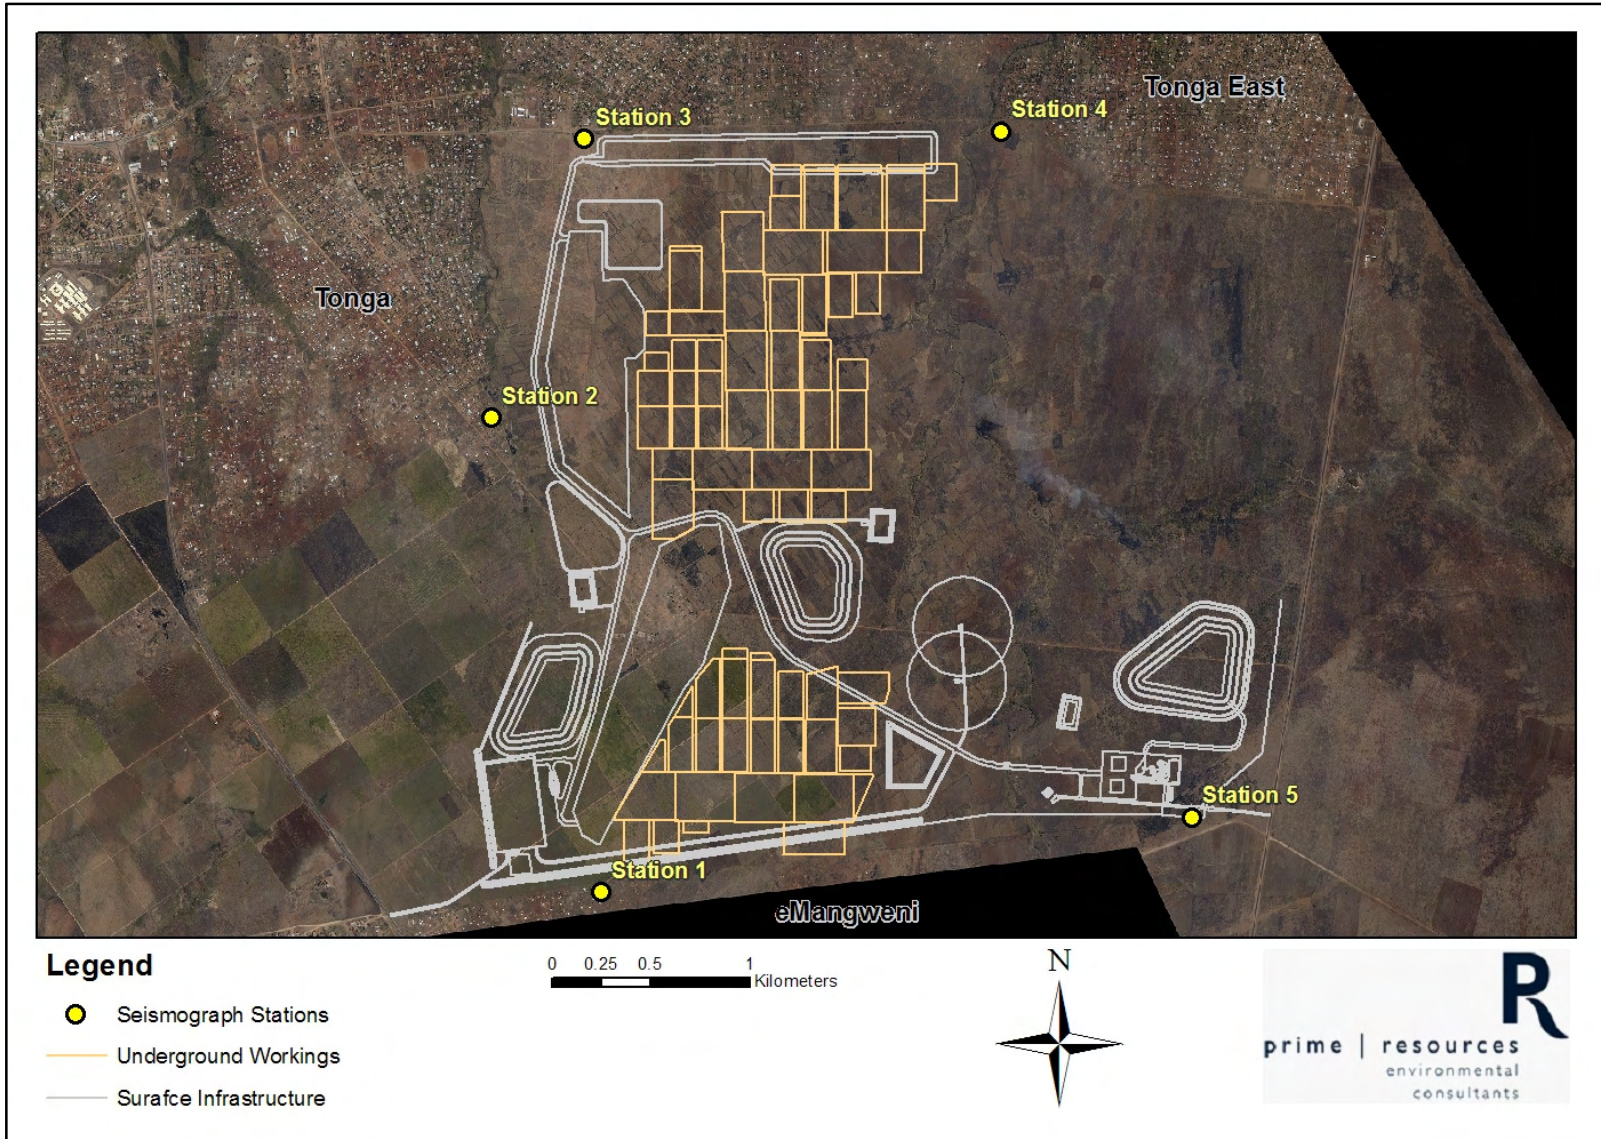 Tonga East
Station 4
Station 3
Tonga
Station 2
Station 5
Station 1
eMangweni
Legend
Seismograph Stations
Underground Workings
Surafce Infrastructure
0 0.25 0.5 1
Kilometers
N
R
prime | resources
environmental
consultants